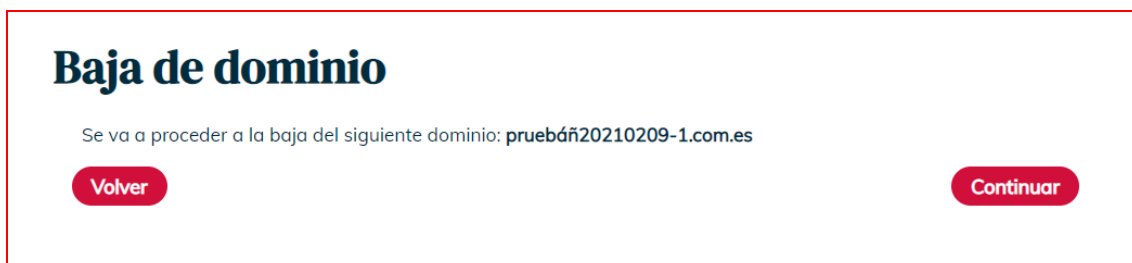 Baja de dominio
Se va a proceder a la baja del siguiente dominio: pruebáñ20210209-1.com.es
Volver
Continuar